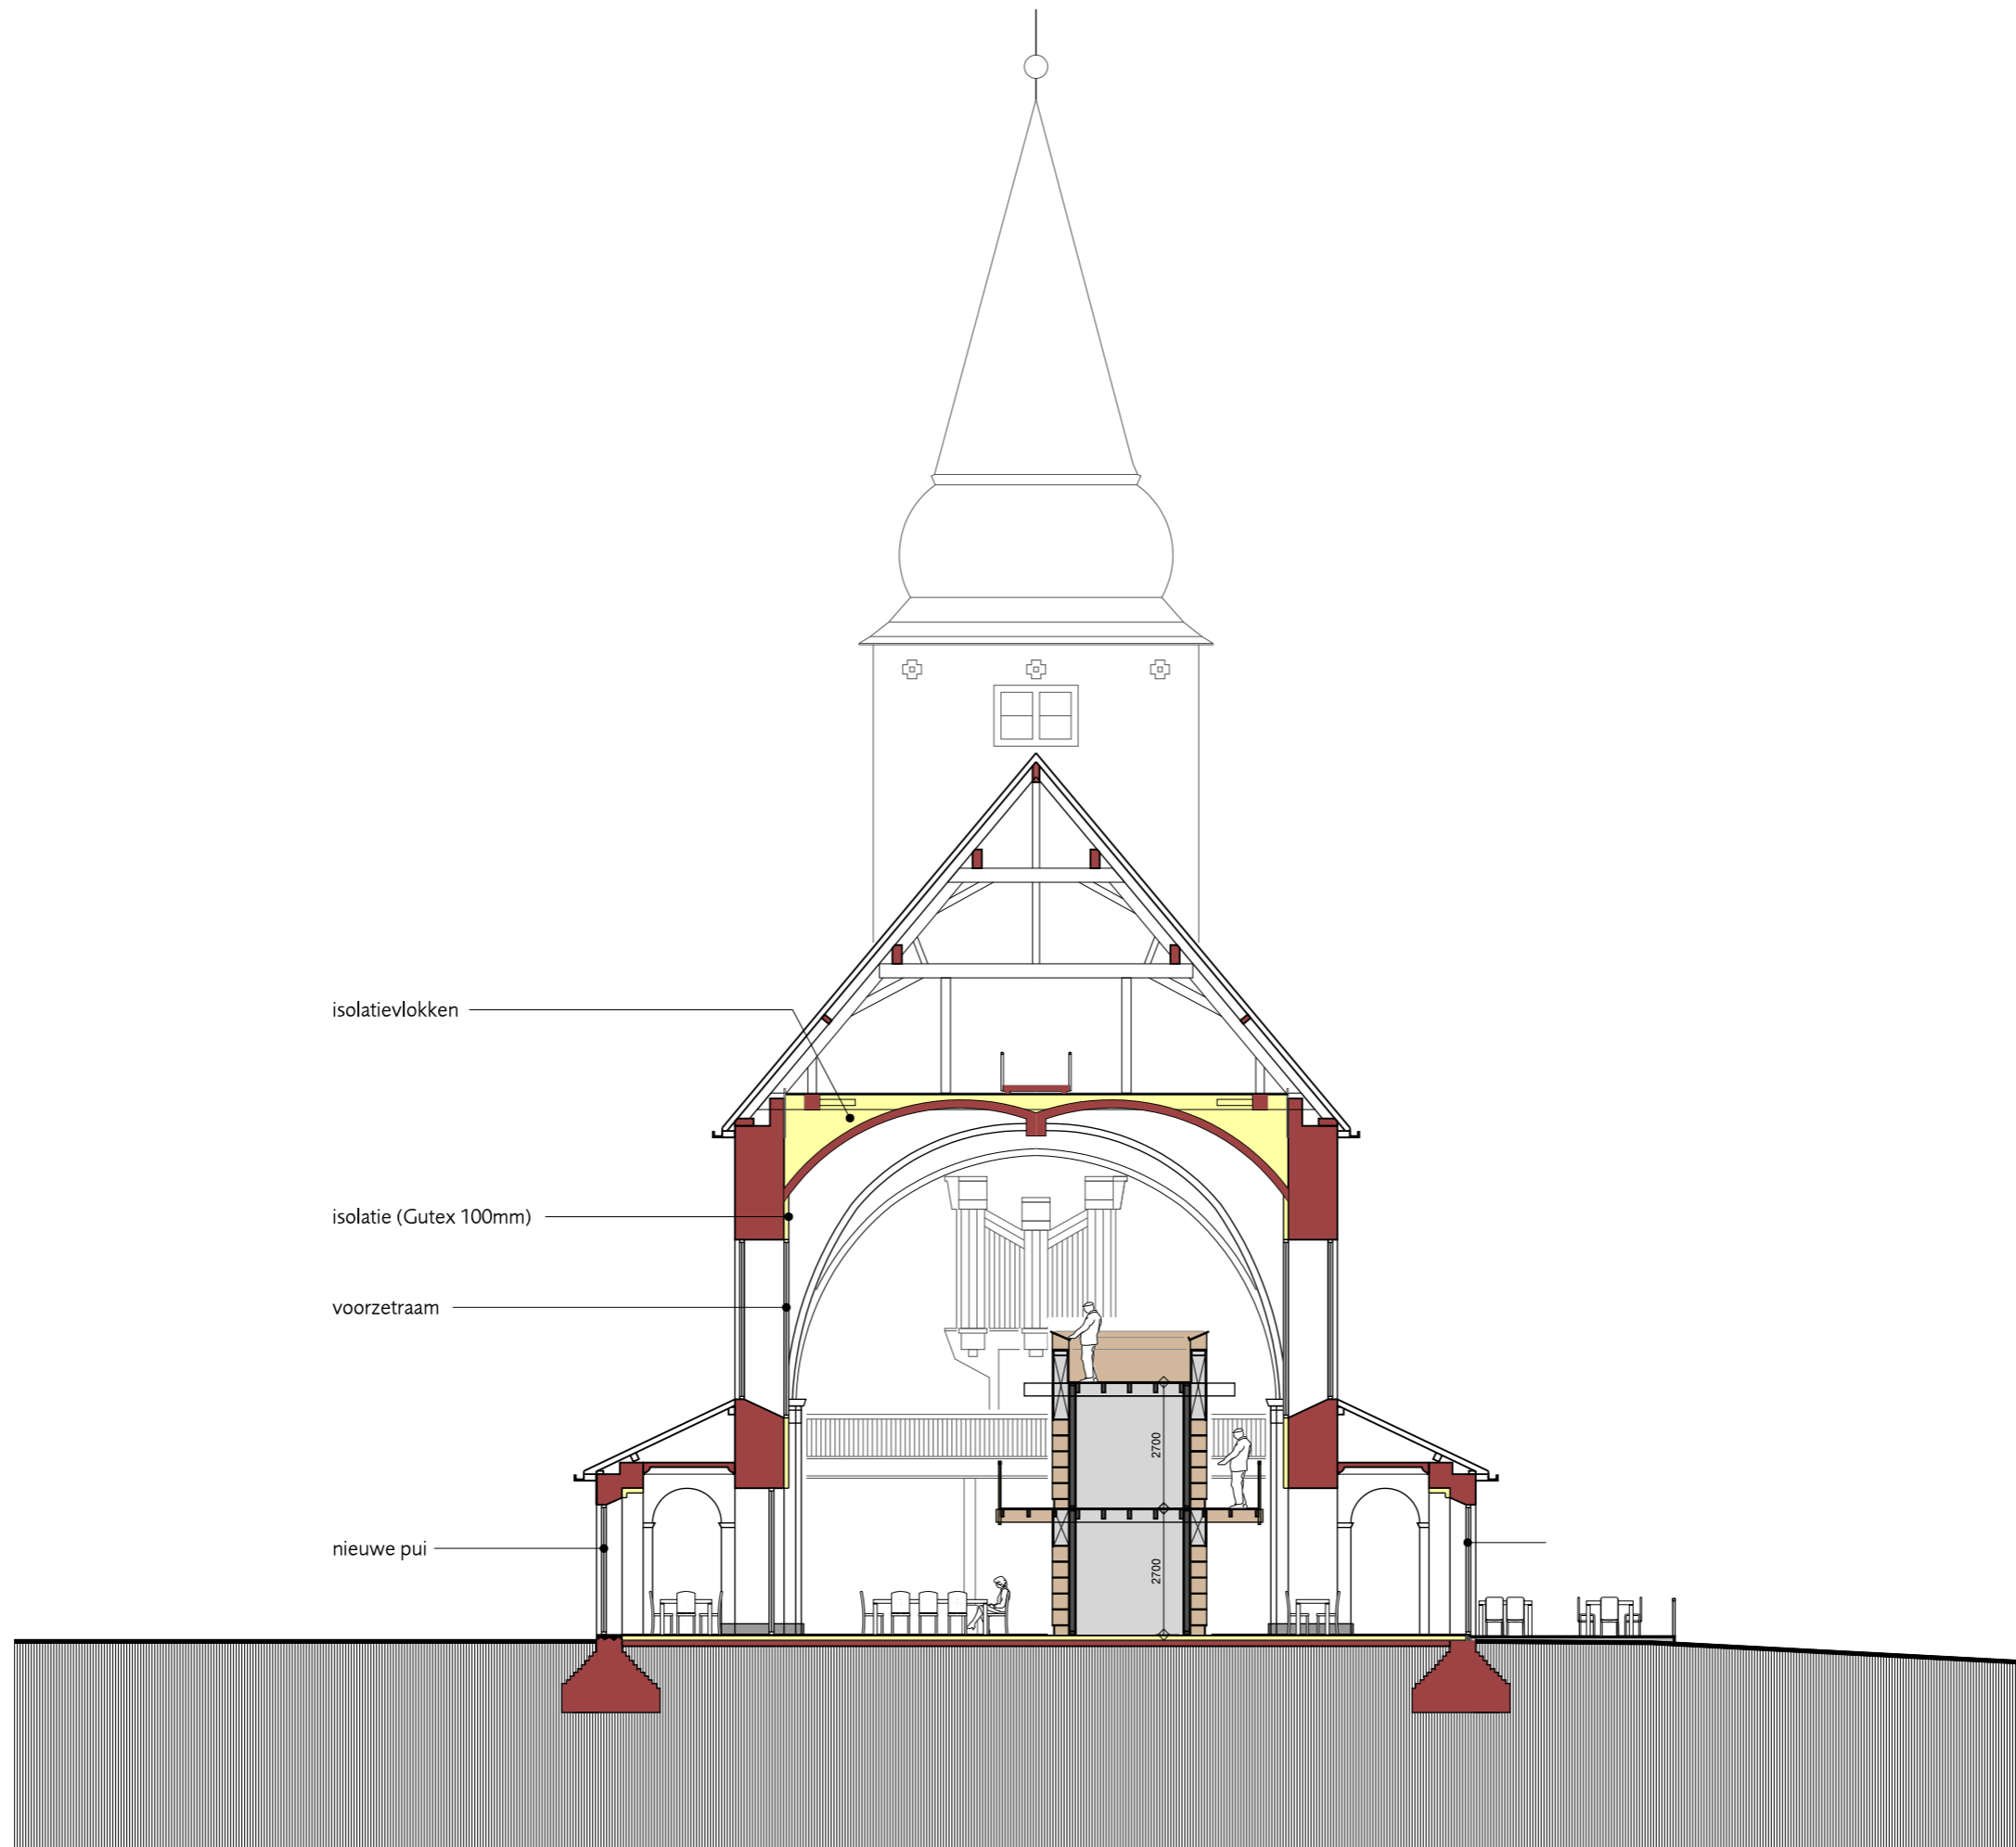 isolatievlokken
isolatie (Gutex 100mm)
voorzetraam
2700
nieuwe pui
2700